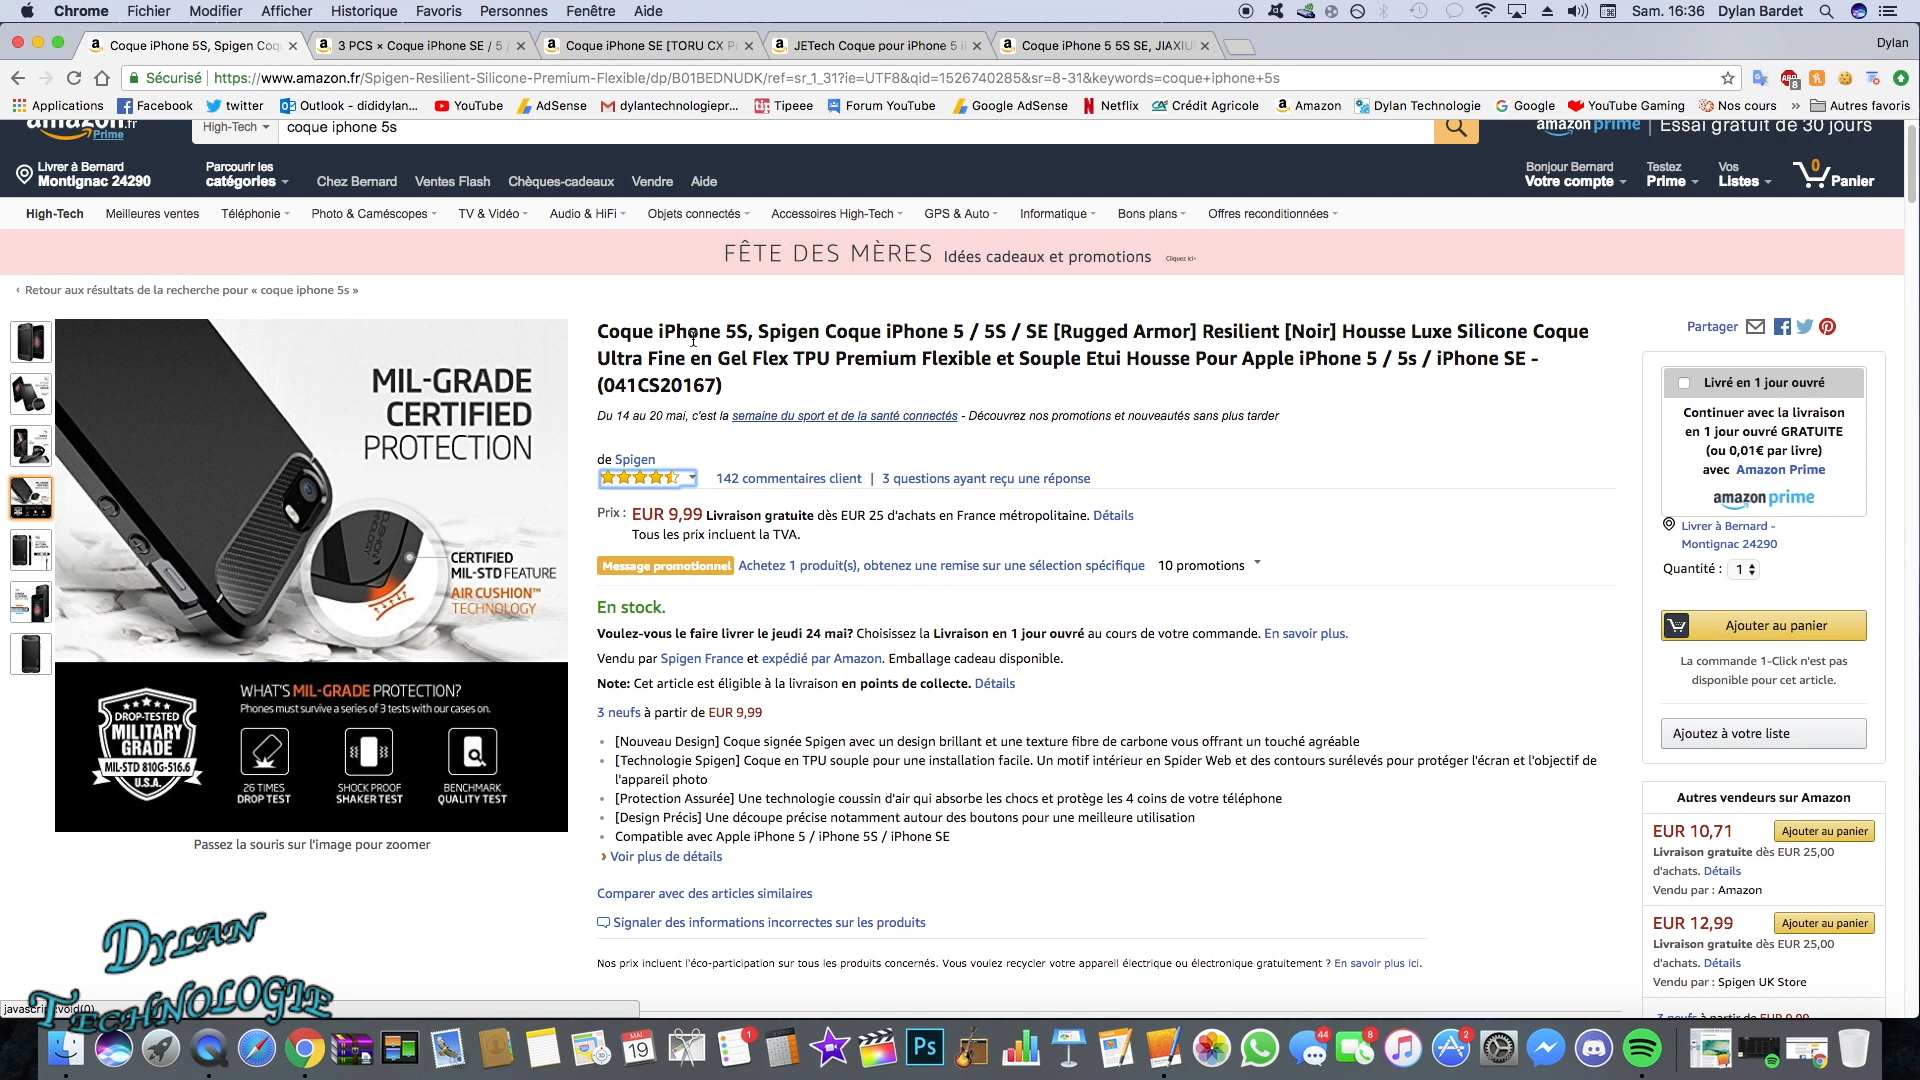 Chrome Fichier Modifier Afficher Historique Favoris Personnes Fenêtre Aide Sam. 16:36 Dylan Bardet
Coque iPhone 5S, Spigen Coq
3 PCS × Coque iPhone SE / 5 /
Coque iPhone SE [TORU CX Pr
JETech Coque pour iPhone 5 i
Coque iPhone 5 5S SE, JIAXIU
Dylan
Sécurisé https://www.amazon.fr/Spigen-Resilient-Silicone-Premium-Flexible/dp/B01BEDNUDK/ref=sr_1_31?ie=UTF8&qid=1526740285&sr=8-31&keywords=coque+iphone+5s
Applications Facebook twitter Outlook - dididylan... YouTube AdSense dylantechnologiepr... Tipeee Forum YouTube Google AdSense Netflix Crédit Agricole Amazon Dylan Technologie Google YouTube Gaming Nos cours » Autres favoris
amazon.fr
Prime
High-Tech coque iphone 5s
amazon prime | Essai gratuit de 30 jours
Livrer à Bernard
Montignac 24290
Parcourir les
catégories
Chez Bernard Ventes Flash Chèques-cadeaux Vendre Aide
Bonjour Bernard
Votre compte
Testez
Prime
Vos
Listes
0
Panier
High-Tech Meilleures ventes Téléphonie Photo & Caméscopes TV & Vidéo Audio & HiFi Objets connectés Accessoires High-Tech GPS & Auto Informatique Bons plans Offres reconditionnées
FÊTE DES MÈRES Idées cadeaux et promotions Cliquez ici›
‹ Retour aux résultats de la recherche pour « coque iphone 5s »
MIL-GRADE
CERTIFIED
PROTECTION
CUSHION
TECHNOLOGY
CERTIFIED
MIL-STD FEATURE
AIR CUSHION™
TECHNOLOGY
DROP-TESTED
MILITARY
GRADE
MIL-STD 810G-516.6
U.S.A.
WHAT'S MIL-GRADE PROTECTION?
Phones must survive a series of 3 tests with our cases on.
26 TIMES
DROP TEST
SHOCK PROOF
SHAKER TEST
BENCHMARK
QUALITY TEST
Passez la souris sur l'image pour zoomer
Coque iPhone 5S, Spigen Coque iPhone 5 / 5S / SE [Rugged Armor] Resilient [Noir] Housse Luxe Silicone Coque
Ultra Fine en Gel Flex TPU Premium Flexible et Souple Etui Housse Pour Apple iPhone 5 / 5s / iPhone SE -
(041CS20167)
Du 14 au 20 mai, c'est la semaine du sport et de la santé connectés - Découvrez nos promotions et nouveautés sans plus tarder
de Spigen
142 commentaires client | 3 questions ayant reçu une réponse
Prix : EUR 9,99 Livraison gratuite dès EUR 25 d'achats en France métropolitaine. Détails
Tous les prix incluent la TVA.
Message promotionnel Achetez 1 produit(s), obtenez une remise sur une sélection spécifique 10 promotions
En stock.
Voulez-vous le faire livrer le jeudi 24 mai? Choisissez la Livraison en 1 jour ouvré au cours de votre commande. En savoir plus.
Vendu par Spigen France et expédié par Amazon. Emballage cadeau disponible.
Note: Cet article est éligible à la livraison en points de collecte. Détails
3 neufs à partir de EUR 9,99
• [Nouveau Design] Coque signée Spigen avec un design brillant et une texture fibre de carbone vous offrant un touché agréable
• [Technologie Spigen] Coque en TPU souple pour une installation facile. Un motif intérieur en Spider Web et des contours surélevés pour protéger l'écran et l'objectif de
l'appareil photo
• [Protection Assurée] Une technologie coussin d'air qui absorbe les chocs et protège les 4 coins de votre téléphone
• [Design Précis] Une découpe précise notamment autour des boutons pour une meilleure utilisation
• Compatible avec Apple iPhone 5 / iPhone 5S / iPhone SE
› Voir plus de détails
Comparer avec des articles similaires
Signaler des informations incorrectes sur les produits
Nos prix incluent l'éco-participation sur tous les produits concernés. Vous voulez recycler votre appareil électrique ou électronique gratuitement ? En savoir plus ici.
Partager
Livré en 1 jour ouvré
Continuer avec la livraison
en 1 jour ouvré GRATUITE
(ou 0,01€ par livre)
avec Amazon Prime
amazon prime
Livrer à Bernard -
Montignac 24290
Quantité : 1
Ajouter au panier
La commande 1-Click n'est pas
disponible pour cet article.
Ajoutez à votre liste
Autres vendeurs sur Amazon
EUR 10,71 Ajouter au panier
Livraison gratuite dès EUR 25,00
d'achats. Détails
Vendu par : Amazon
EUR 12,99 Ajouter au panier
Livraison gratuite dès EUR 25,00
d'achats. Détails
Vendu par : Spigen UK Store
3 neufs à partir de EUR 9,99
DYLAN
TECHNOLOGIE
MAI
19
1
Ps
44
8
2